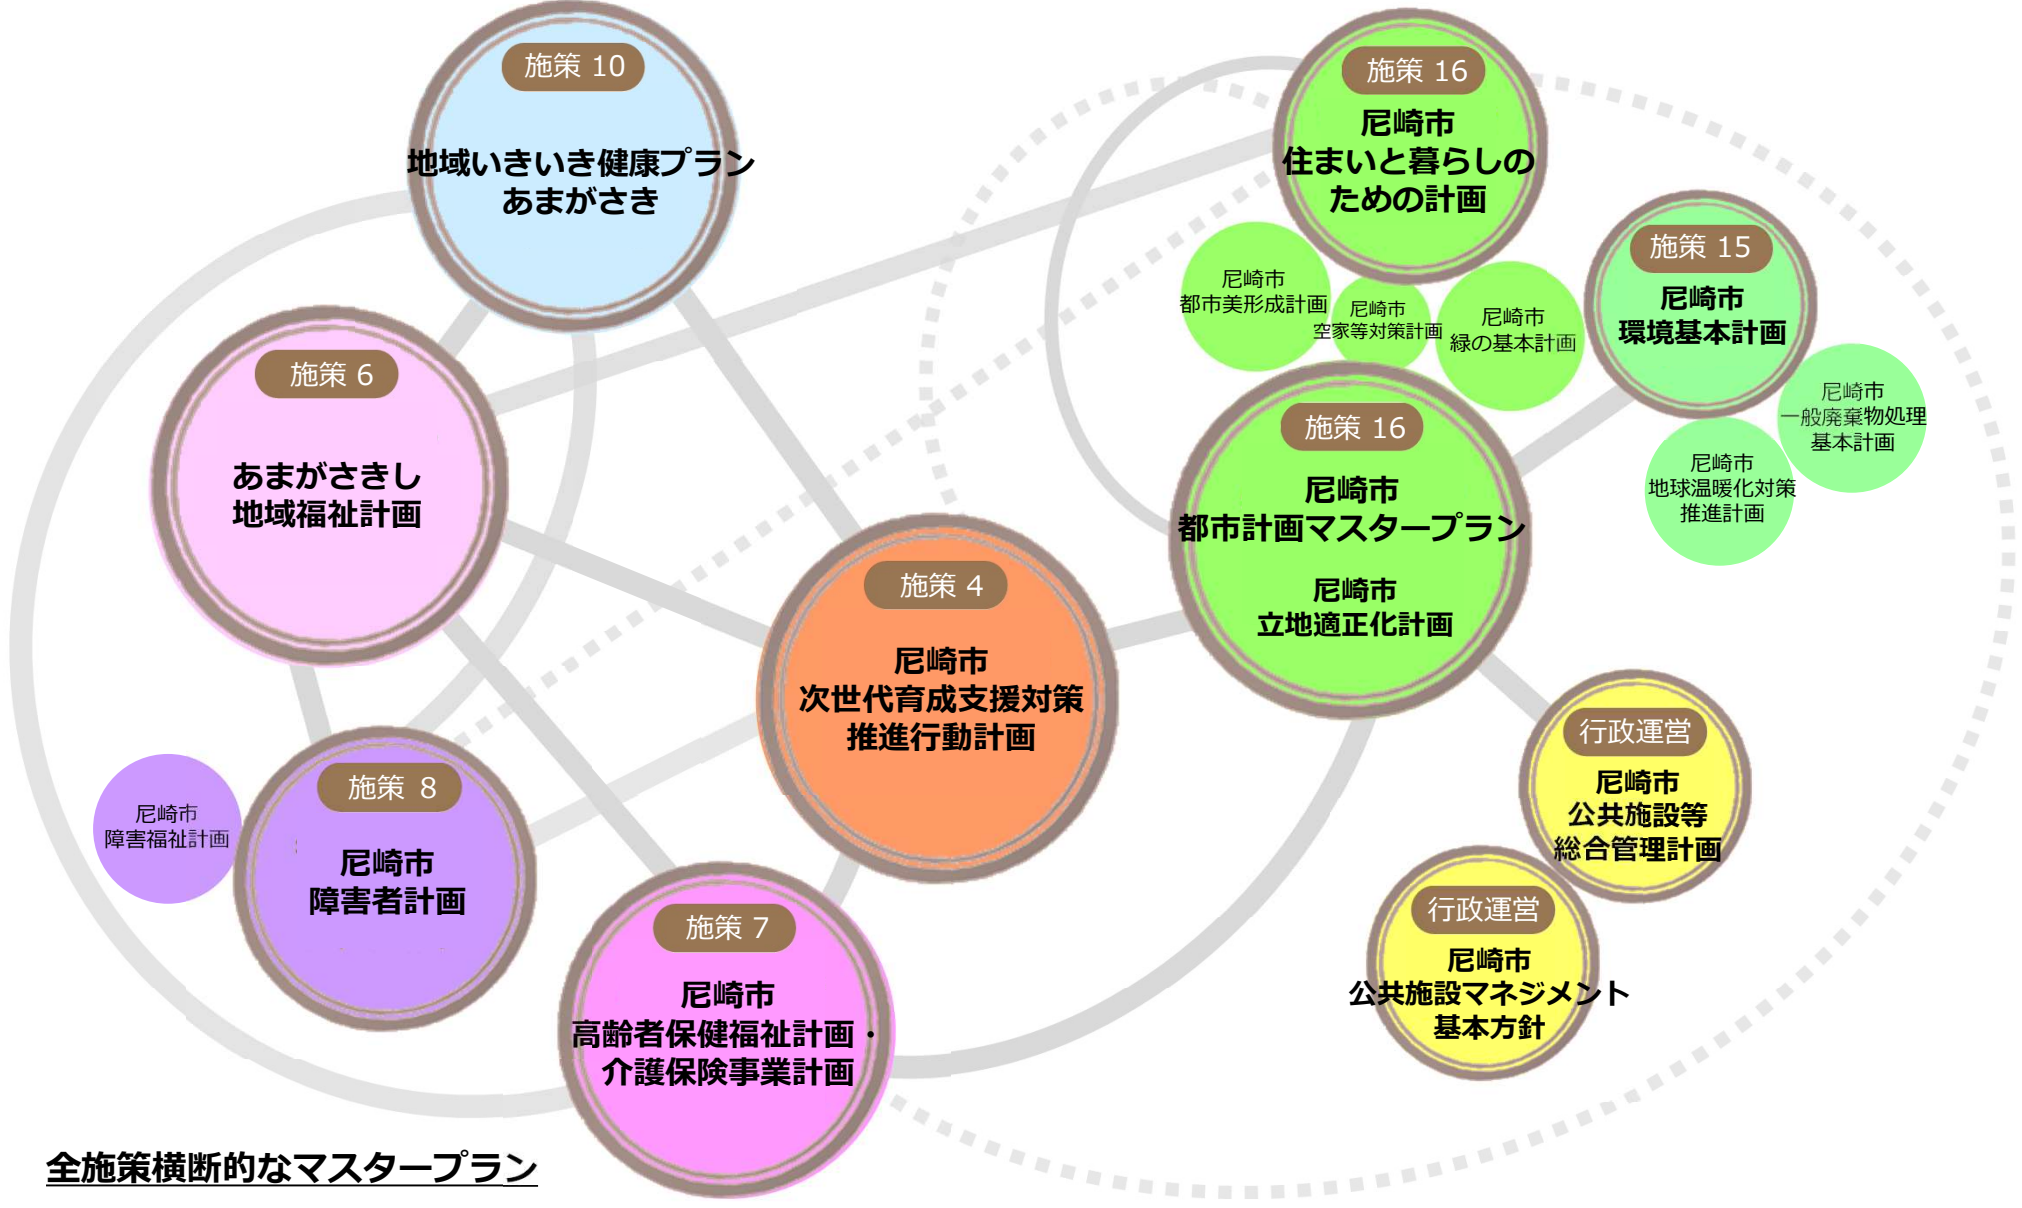 施策 10
地域いきいき健康プラン
あまがさき
施策 16
尼崎市
住まいと暮らしの
ための計画
尼崎市
都市美形成計画
尼崎市
空家等対策計画
尼崎市
緑の基本計画
施策 15
尼崎市
環境基本計画
尼崎市
一般廃棄物処理
基本計画
尼崎市
地球温暖化対策
推進計画
施策 6
あまがさきし
地域福祉計画
施策 16
尼崎市
都市計画マスタープラン
尼崎市
立地適正化計画
施策 4
尼崎市
次世代育成支援対策
推進行動計画
行政運営
尼崎市
公共施設等
総合管理計画
施策 8
尼崎市
障害者計画
尼崎市
障害福祉計画
施策 7
尼崎市
高齢者保健福祉計画・
介護保険事業計画
行政運営
尼崎市
公共施設マネジメント
基本方針
全施策横断的なマスタープラン